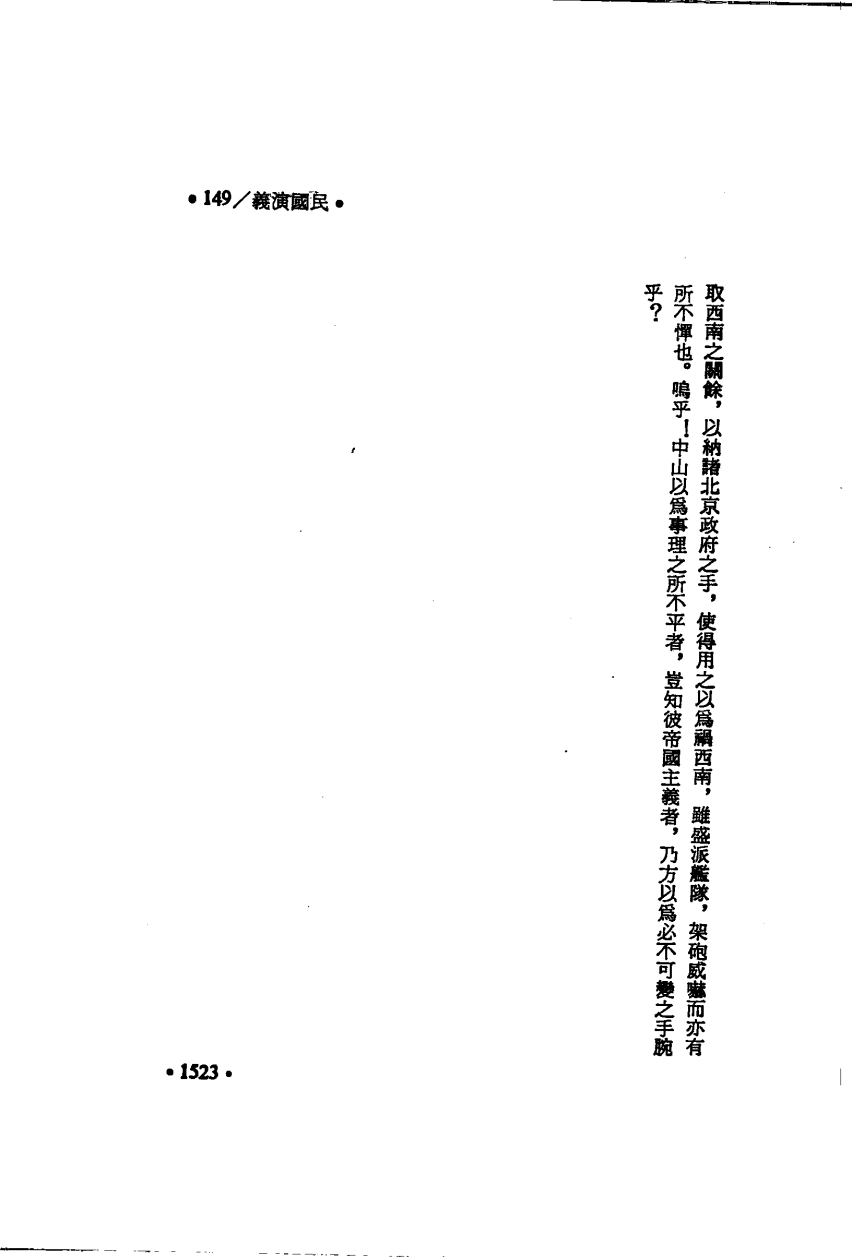 •149／義演國民•
取西南之關餘，以納諸北京政府之手，使得用之以爲禍西南，雖盛派艦隊，架砲威嚇而亦有
所不憚也。嗚乎！中山以爲事理之所不平者，豈知彼帝國主義者，乃方以爲必不可變之手腕
乎？
•1523•